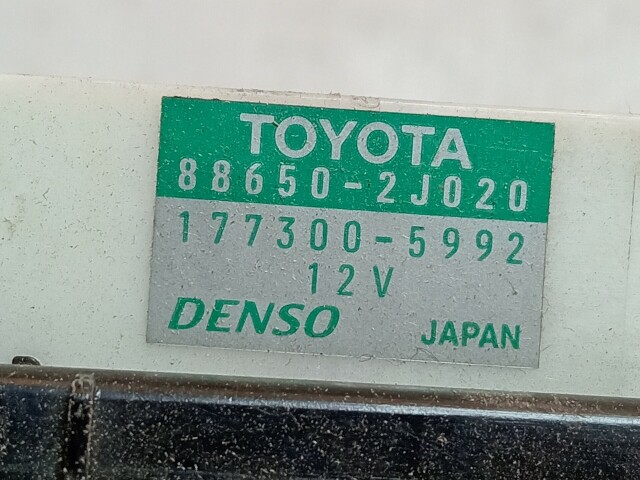 TOYOTA
88650-2J020
177300-5992
12V
DENSO JAPAN